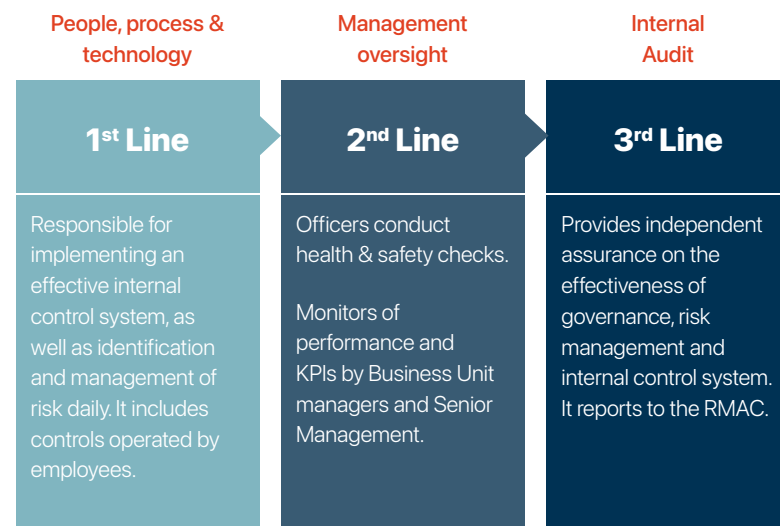 People, process &
technology
Management
oversight
Internal
Audit
1st Line
2nd Line
3rd Line
Responsible for
implementing an
effective internal
control system, as
well as identification
and management of
risk daily. It includes
controls operated by
employees.
Officers conduct
health & safety checks.
Monitors of
performance and
KPIs by Business Unit
managers and Senior
Management.
Provides independent
assurance on the
effectiveness of
governance, risk
management and
internal control system.
It reports to the RMAC.